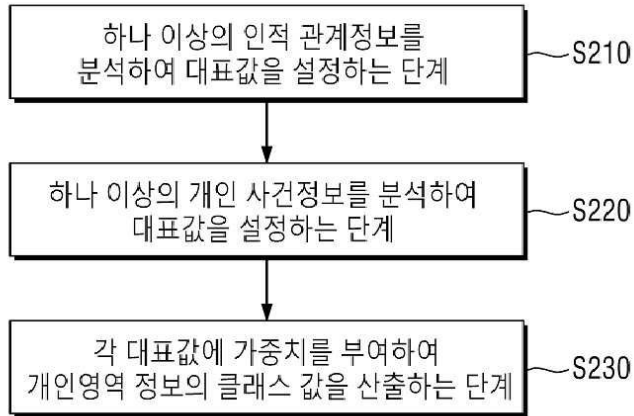 하나 이상의 인적 관계정보를
분석하여 대표값을 설정하는 단계
S210
하나 이상의 개인 사건정보를 분석하여
대표값을 설정하는 단계
S220
각 대표값에 가중치를 부여하여
개인영역 정보의 클래스 값을 산출하는 단계
S230